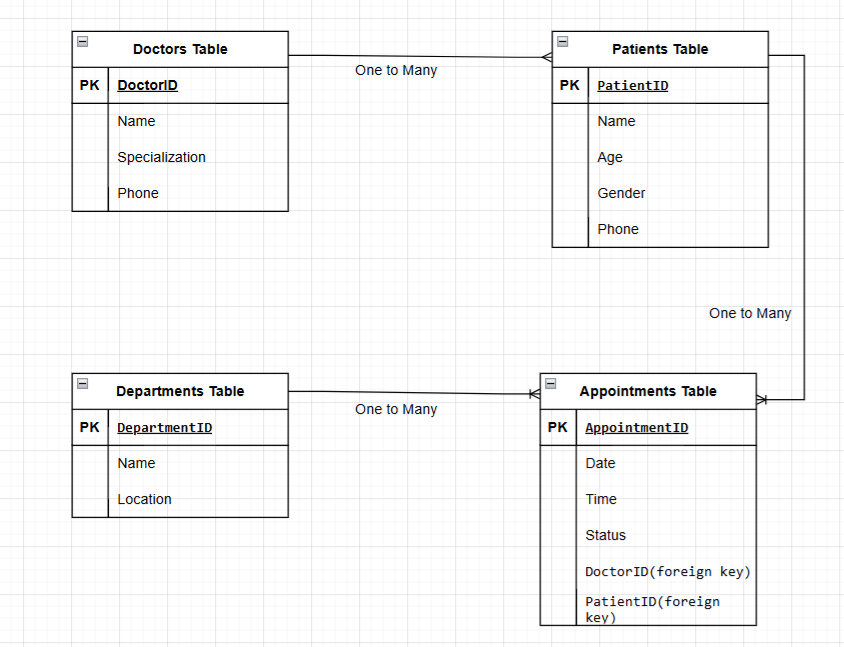 Doctors Table
PK DoctorID
Name
Specialization
Phone
One to Many
Patients Table
PK PatientID
Name
Age
Gender
Phone
One to Many
Departments Table
PK DepartmentID
Name
Location
One to Many
Appointments Table
PK AppointmentID
Date
Time
Status
DoctorID(foreign key)
PatientID(foreign
key)